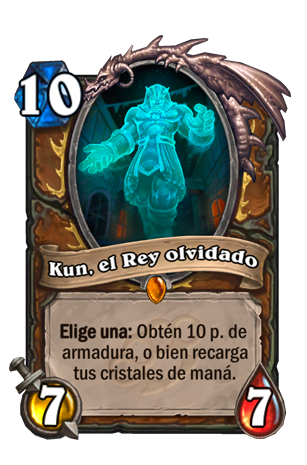 10
Kun, el Rey olvidado
Elige una: Obtén 10 p. de
armadura, o bien recarga
tus cristales de maná.
7
7